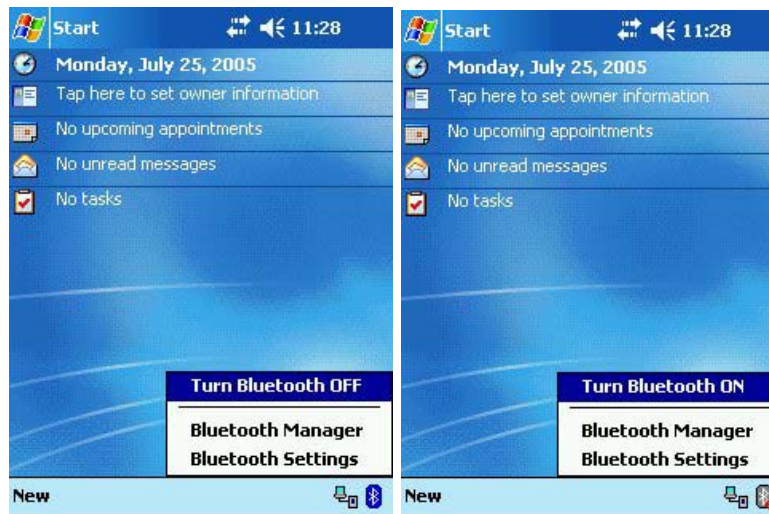 Start 11:28
Monday, July 25, 2005
Tap here to set owner information
No upcoming appointments
No unread messages
No tasks
Turn Bluetooth OFF
Bluetooth Manager
Bluetooth Settings
New
Start 11:28
Monday, July 25, 2005
Tap here to set owner information
No upcoming appointments
No unread messages
No tasks
Turn Bluetooth ON
Bluetooth Manager
Bluetooth Settings
New